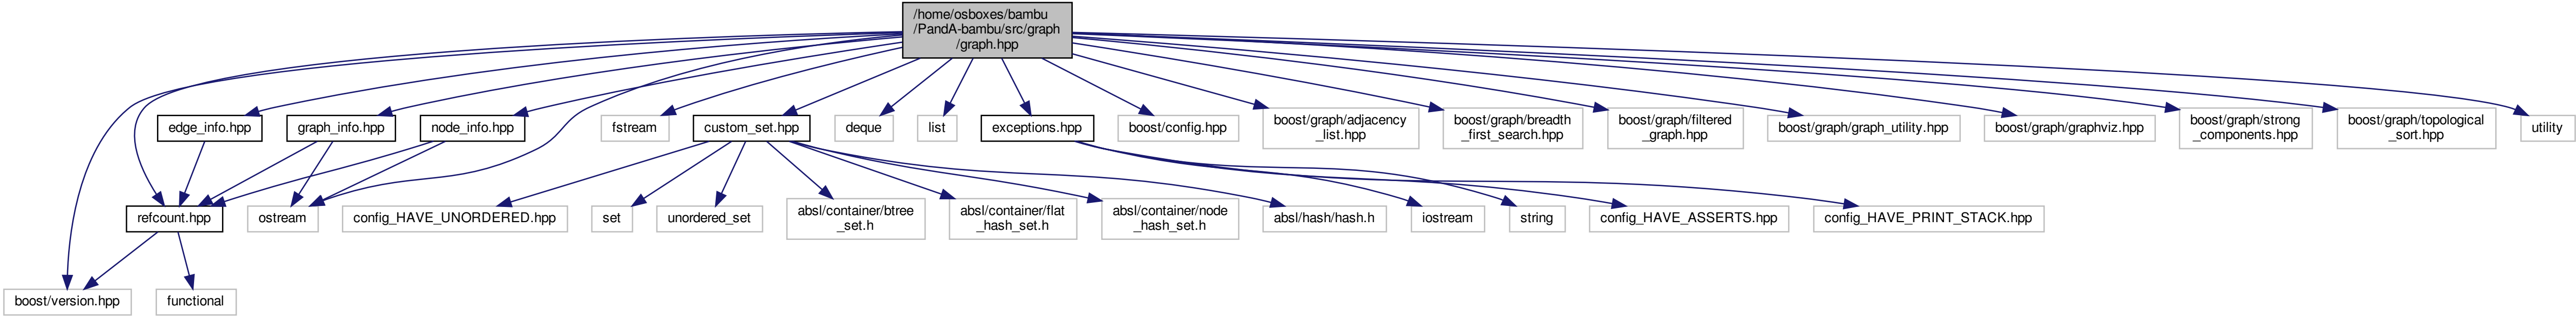 /home/osboxes/bambu
/PandA-bambu/src/graph
/graph.hpp
edge_info.hpp
graph_info.hpp
node_info.hpp
fstream
custom_set.hpp
deque
list
exceptions.hpp
boost/config.hpp
boost/graph/adjacency
_list.hpp
boost/graph/breadth
_first_search.hpp
boost/graph/filtered
_graph.hpp
boost/graph/graph_utility.hpp
boost/graph/graphviz.hpp
boost/graph/strong
_components.hpp
boost/graph/topological
_sort.hpp
utility
refcount.hpp
ostream
config_HAVE_UNORDERED.hpp
set
unordered_set
absl/container/btree
_set.h
absl/container/flat
_hash_set.h
absl/container/node
_hash_set.h
absl/hash/hash.h
iostream
string
config_HAVE_ASSERTS.hpp
config_HAVE_PRINT_STACK.hpp
boost/version.hpp
functional